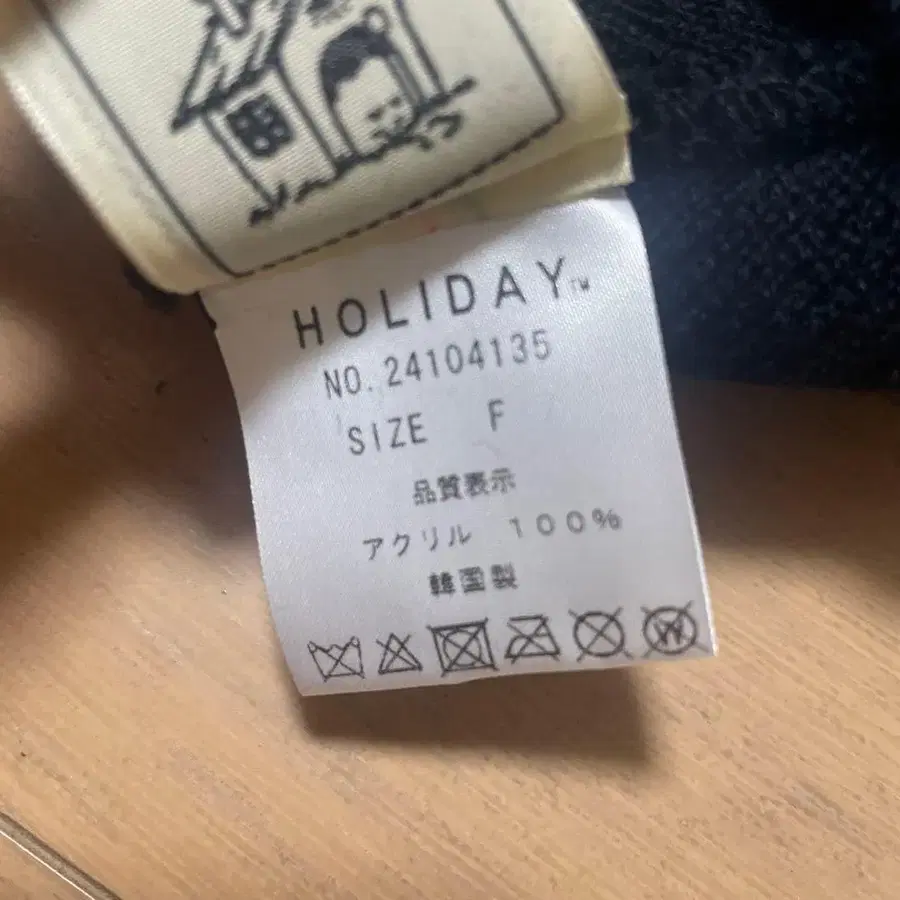 HOLIDAY™
NO. 24104135
SIZE F
品質表示
アクリル 100%
韓国製
W